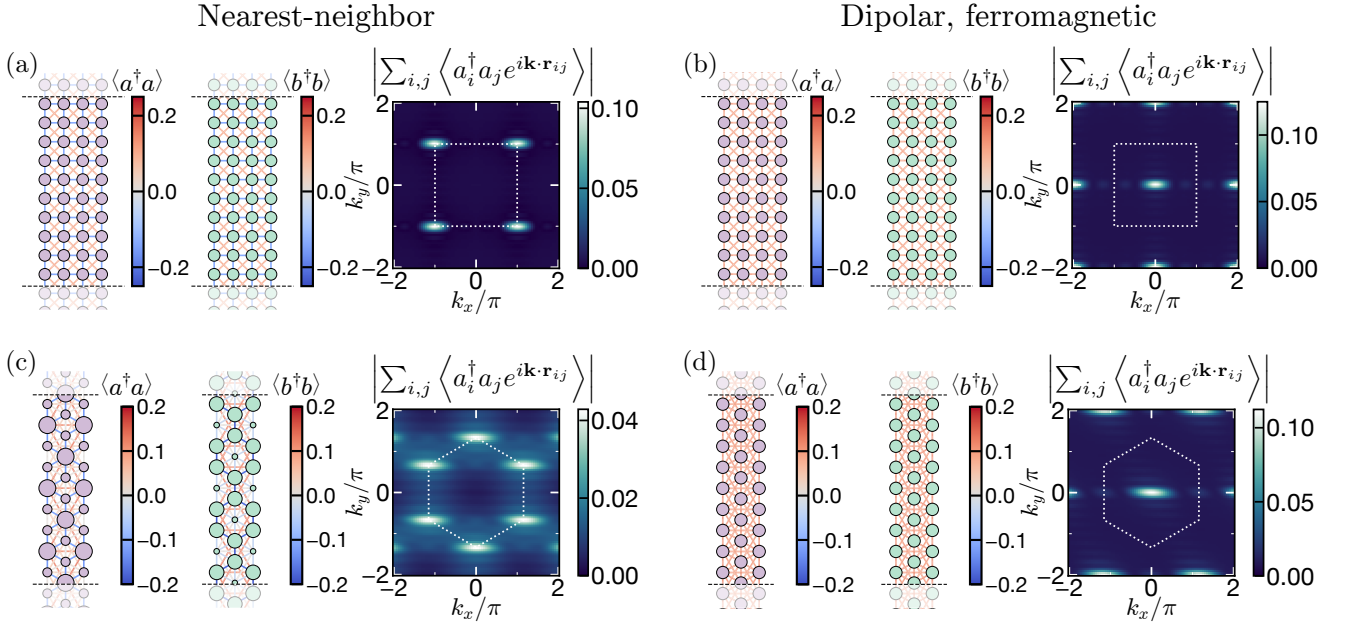 Nearest-neighbor
Dipolar, ferromagnetic
(a)
⟨a†a⟩
0.2
0.0
−0.2
⟨b†b⟩
0.2
0.0
−0.2
|∑i,j ⟨a†i aj e^{ik·rij}⟩|
2
0
−2
ky/π
−2
0
2
kx/π
0.10
0.05
0.00
(b)
⟨a†a⟩
0.2
0.0
−0.2
⟨b†b⟩
0.2
0.0
−0.2
|∑i,j ⟨a†i aj e^{ik·rij}⟩|
2
0
−2
ky/π
−2
0
2
kx/π
0.10
0.05
0.00
(c)
⟨a†a⟩
0.2
0.1
0.0
−0.1
−0.2
⟨b†b⟩
0.2
0.1
0.0
−0.1
−0.2
|∑i,j ⟨a†i aj e^{ik·rij}⟩|
2
0
−2
ky/π
−2
0
2
kx/π
0.04
0.02
0.00
(d)
⟨a†a⟩
0.2
0.1
0.0
−0.1
−0.2
⟨b†b⟩
0.2
0.1
0.0
−0.1
−0.2
|∑i,j ⟨a†i aj e^{ik·rij}⟩|
2
0
−2
ky/π
−2
0
2
kx/π
0.10
0.05
0.00